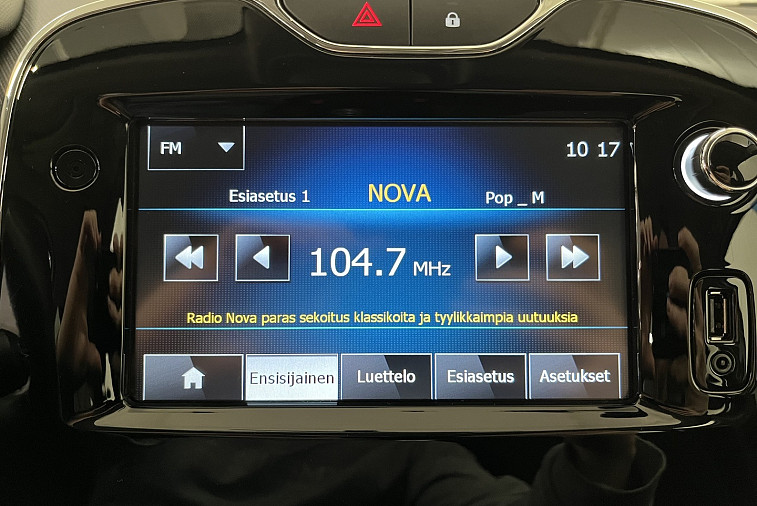 FM
10 17
Esiasetus 1 NOVA Pop _ M
104.7 MHz
Radio Nova paras sekoitus klassikoita ja tyylikkaimpia uutuuksia
Ensisijainen Luettelo Esiasetus Asetukset